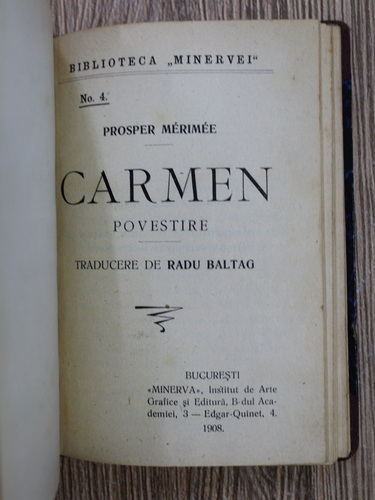 BIBLIOTECA „MINERVEI"
No. 4.
PROSPER MÉRIMÉE
CARMEN
POVESTIRE
TRADUCERE DE RADU BALTAG
BUCUREȘTI
«MINERVA», Institut de Arte
Grafice și Editură, B-dul Aca-
demiei, 3 — Edgar-Quinet, 4.
1908.